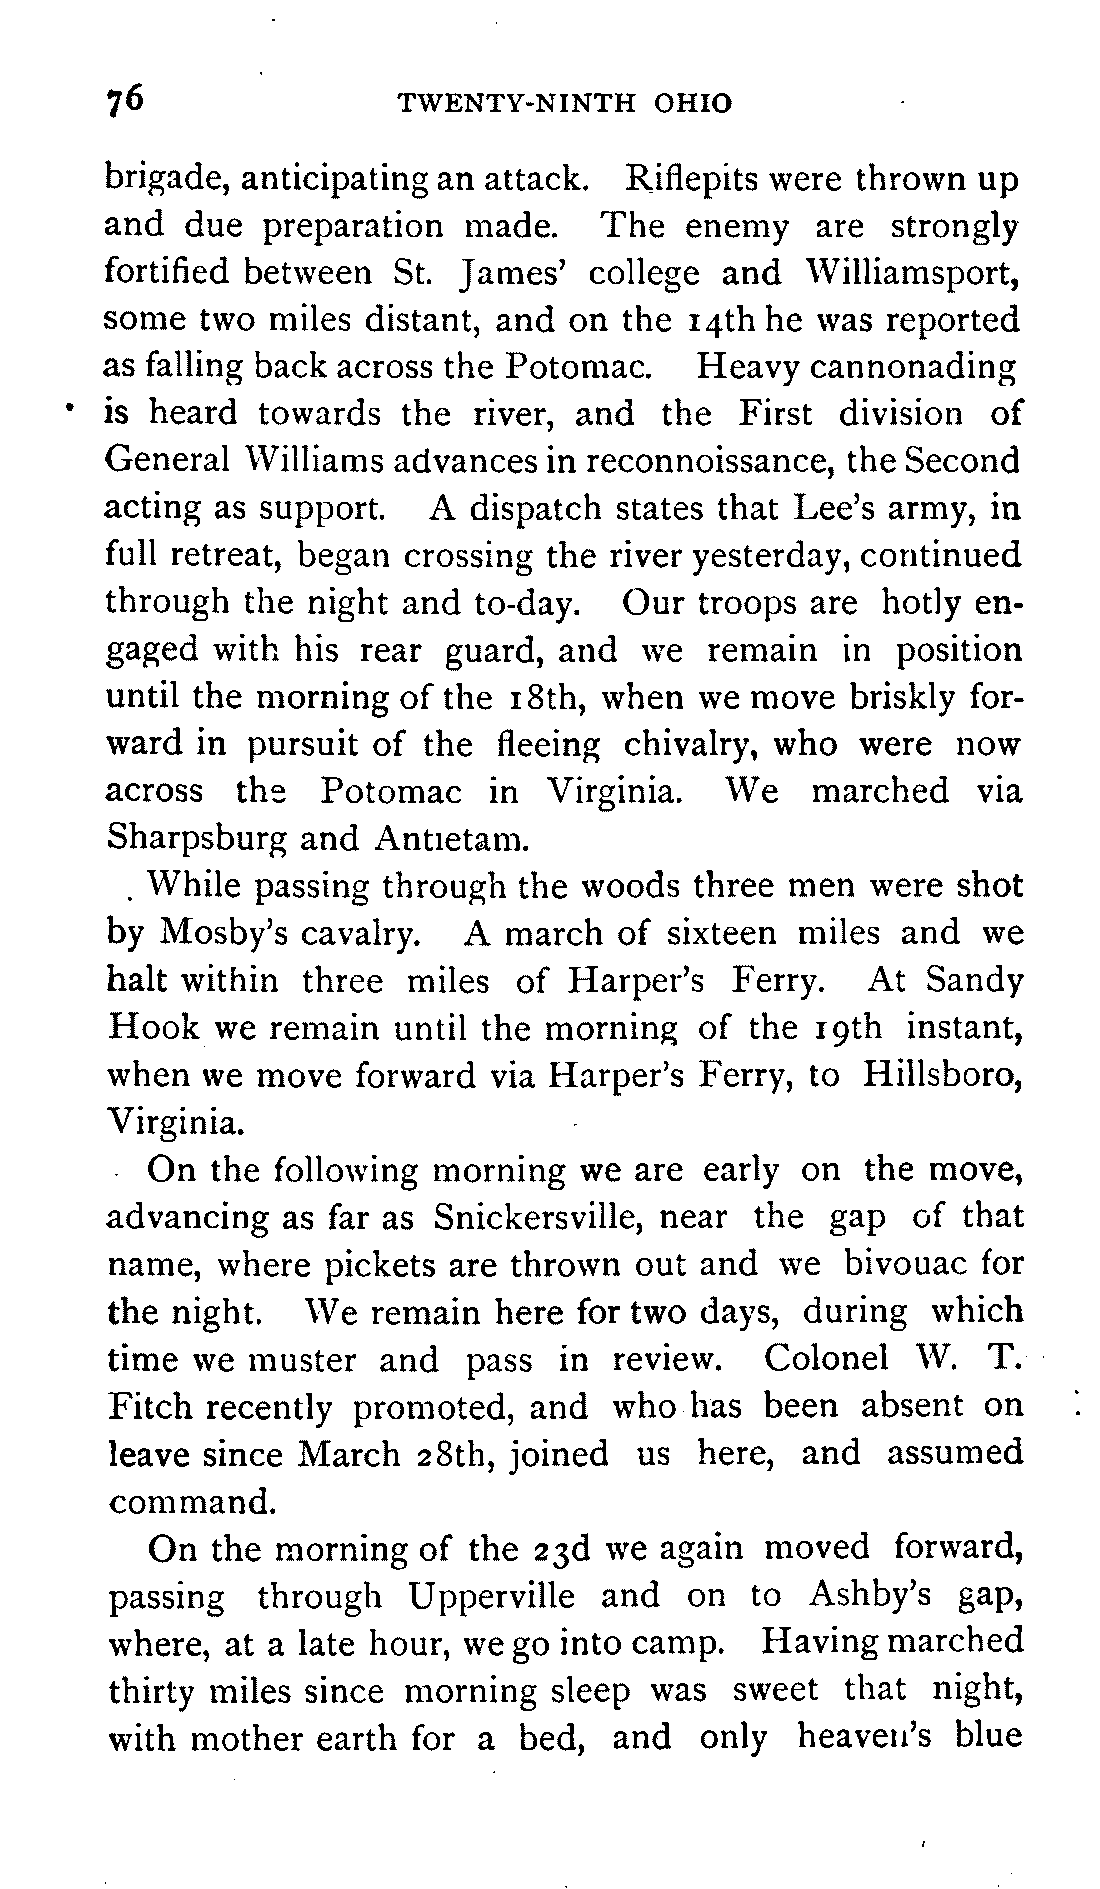 76 TWENTY-NINTH OHIO
brigade, anticipating an attack. Riflepits were thrown up
and due preparation made. The enemy are strongly
fortified between St. James' college and Williamsport,
some two miles distant, and on the 14th he was reported
as falling back across the Potomac. Heavy cannonading
is heard towards the river, and the First division of
General Williams advances in reconnoissance, the Second
acting as support. A dispatch states that Lee's army, in
full retreat, began crossing the river yesterday, continued
through the night and to-day. Our troops are hotly en-
gaged with his rear guard, and we remain in position
until the morning of the 18th, when we move briskly for-
ward in pursuit of the fleeing chivalry, who were now
across the Potomac in Virginia. We marched via
Sharpsburg and Antietam.
While passing through the woods three men were shot
by Mosby's cavalry. A march of sixteen miles and we
halt within three miles of Harper's Ferry. At Sandy
Hook we remain until the morning of the 19th instant,
when we move forward via Harper's Ferry, to Hillsboro,
Virginia.
On the following morning we are early on the move,
advancing as far as Snickersville, near the gap of that
name, where pickets are thrown out and we bivouac for
the night. We remain here for two days, during which
time we muster and pass in review. Colonel W. T.
Fitch recently promoted, and who has been absent on
leave since March 28th, joined us here, and assumed
command.
On the morning of the 23d we again moved forward,
passing through Upperville and on to Ashby's gap,
where, at a late hour, we go into camp. Having marched
thirty miles since morning sleep was sweet that night,
with mother earth for a bed, and only heaven's blue